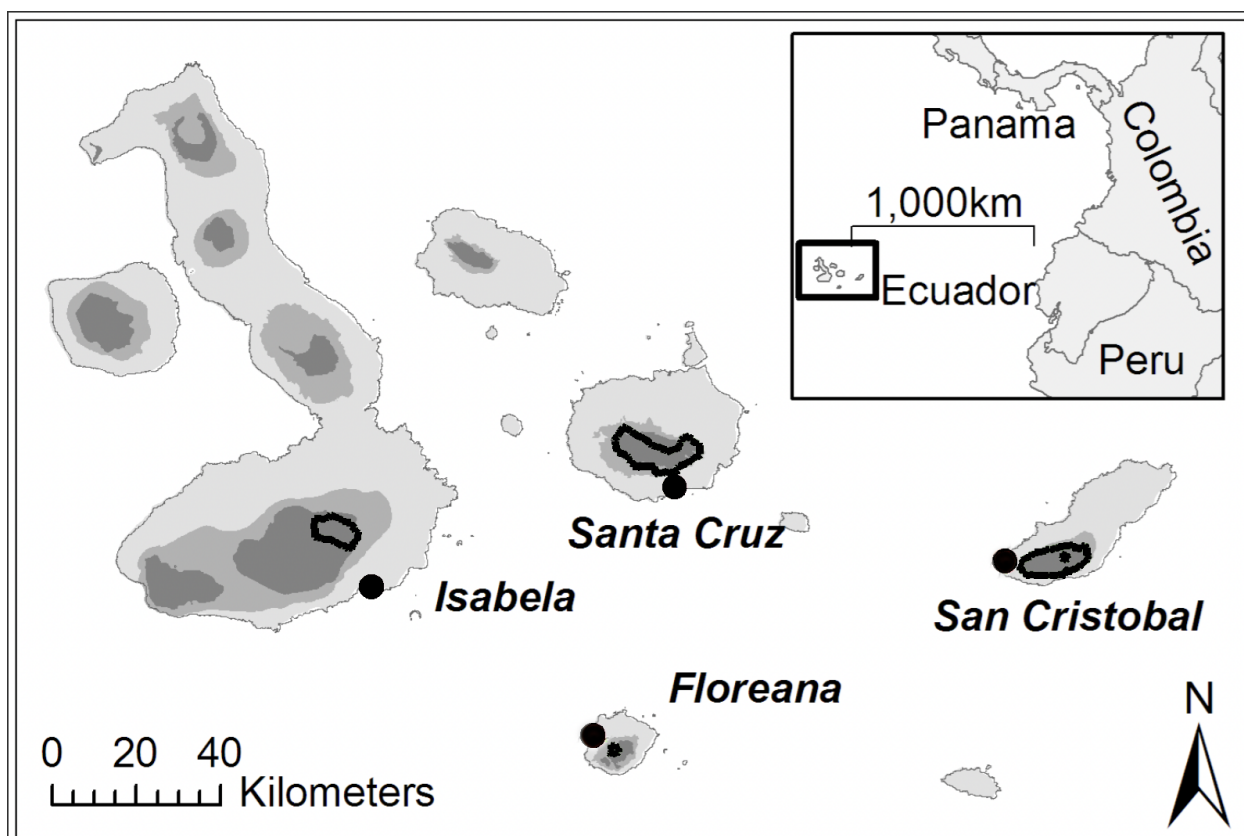 Panama
Colombia
1,000km
Ecuador
Peru
Santa Cruz
Isabela
San Cristobal
Floreana
N
0 20 40
Kilometers